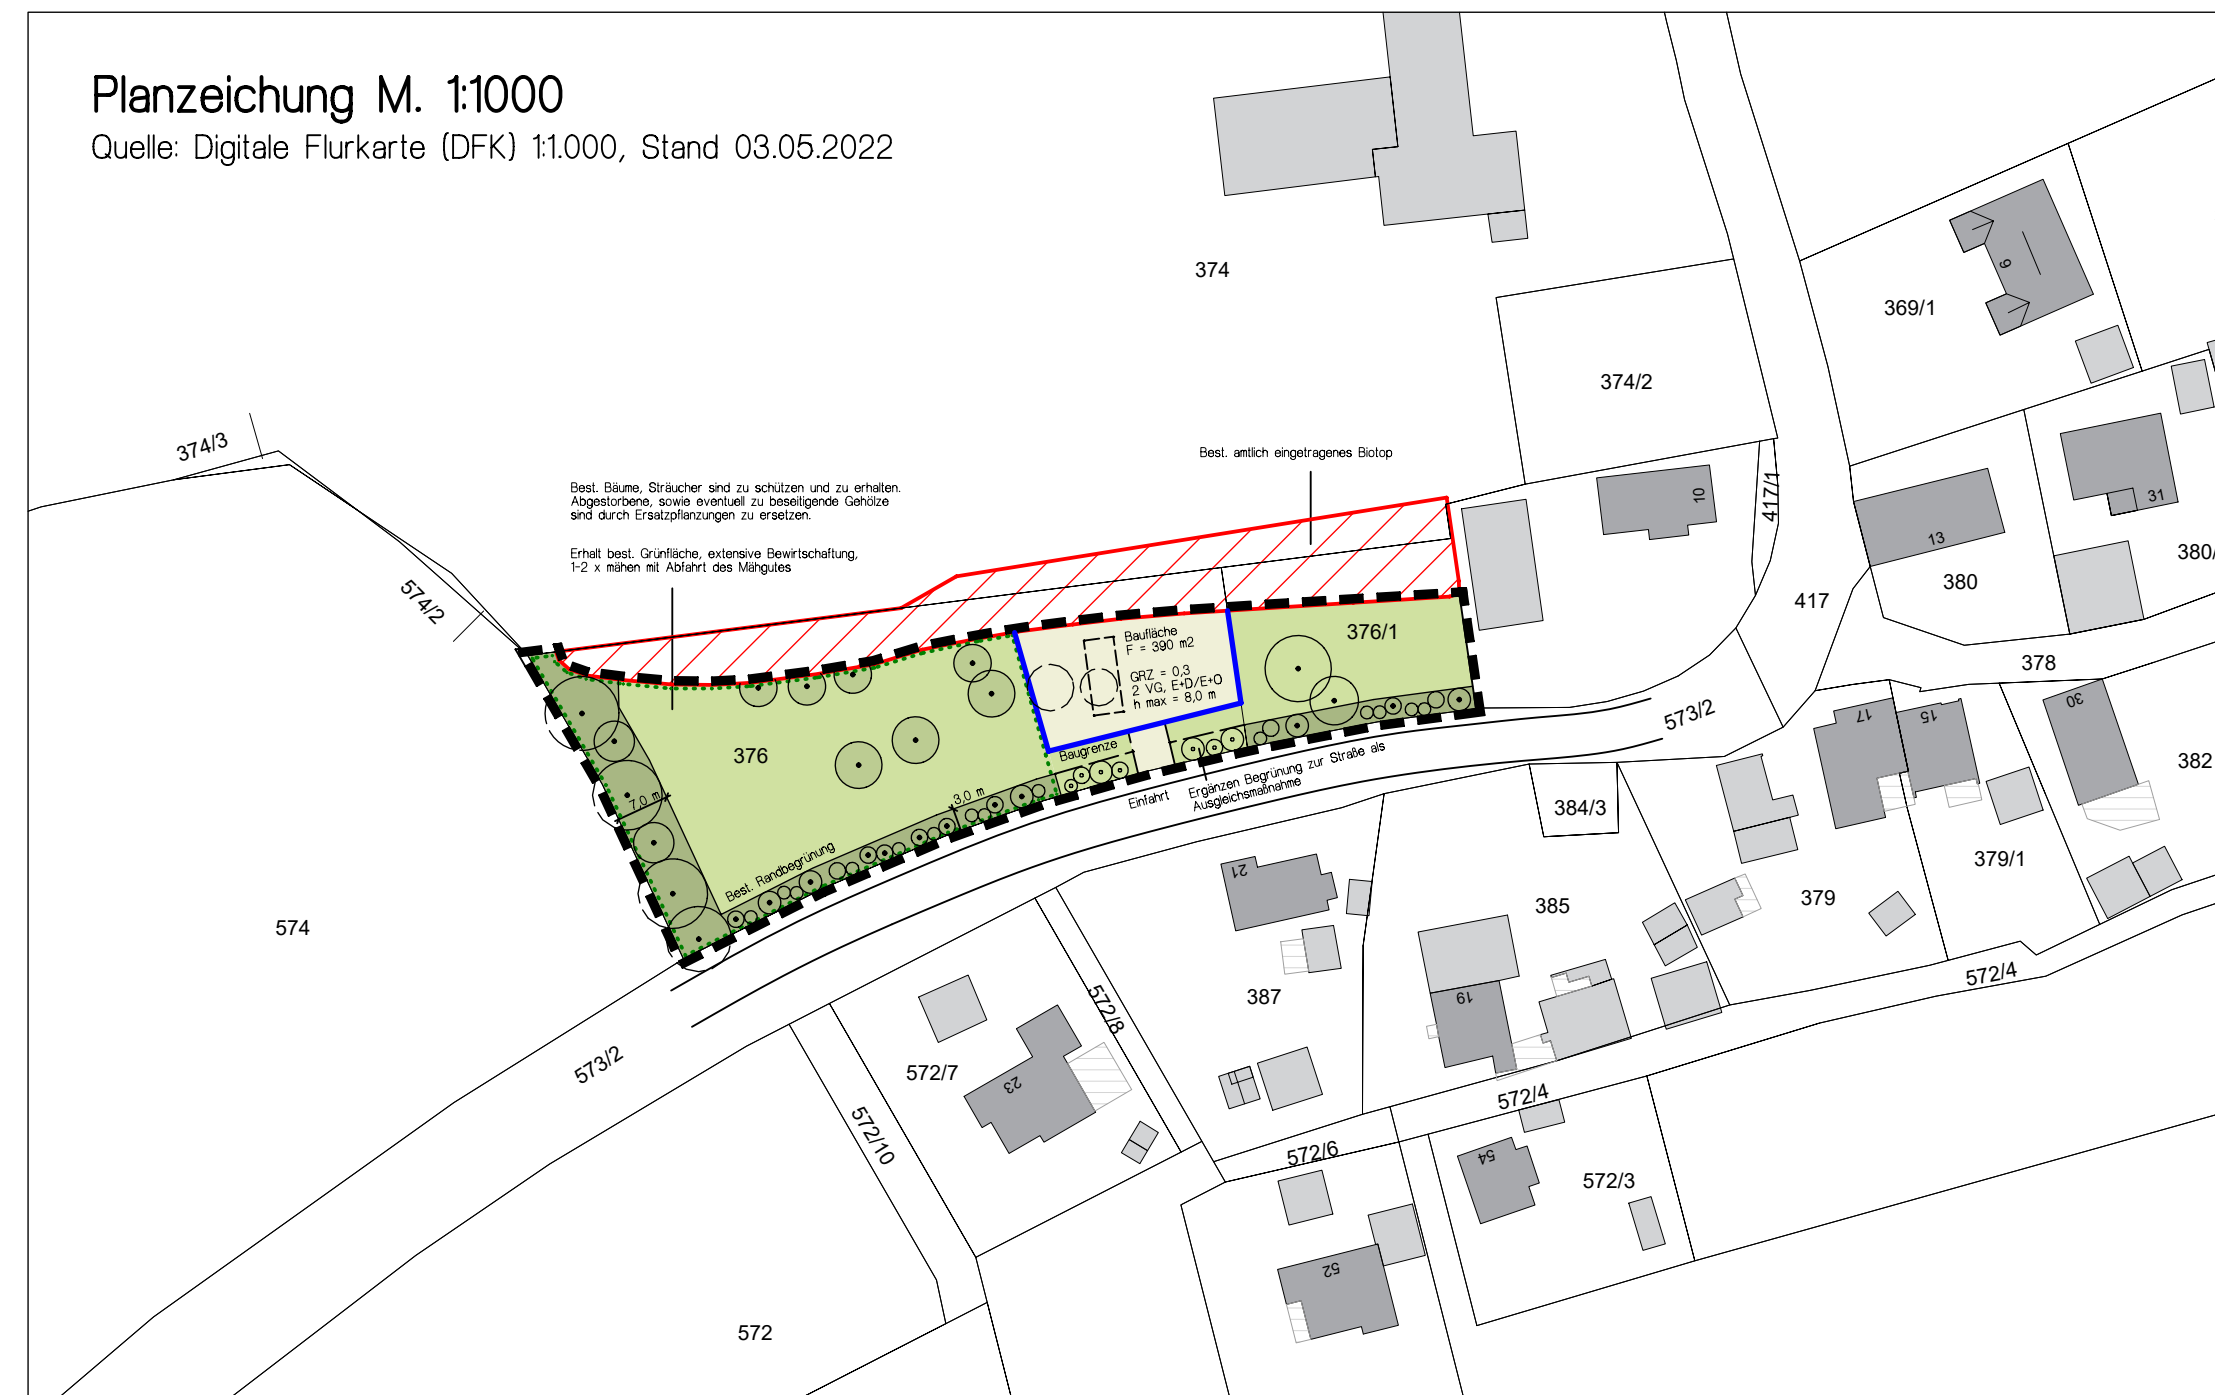 Planzeichung M. 1:1000
Quelle: Digitale Flurkarte (DFK) 1:1.000, Stand 03.05.2022
374
9
369/1
374/2
374/3
Best. amtlich eingetragenes Biotop
Best. Bäume, Sträucher sind zu schützen und zu erhalten.
Abgestorbene, sowie eventuell zu beseitigende Gehölze
sind durch Ersatzpflanzungen zu ersetzen.
Erhalt best. Grünfläche, extensive Bewirtschaftung,
1-2 x mähen mit Abfahrt des Mähgutes
10
417/1
31
13
380/
380
574/2
417
376/1
Baufläche
F = 390 m2
GRZ = 0,3
2 VG, E+D/E+O
h max = 8,0 m
378
573/2
17
15
30
376
Baugrenze
382
7,0 m
3,0 m
Einfahrt
Ergänzen Begrünung zur Straße als
Ausgleichsmaßnahme
384/3
Best. Randbegrünung
21
379/1
379
385
574
387
19
572/4
572/8
573/2
572/7
23
572/4
572/10
572/6
54
572/3
52
572